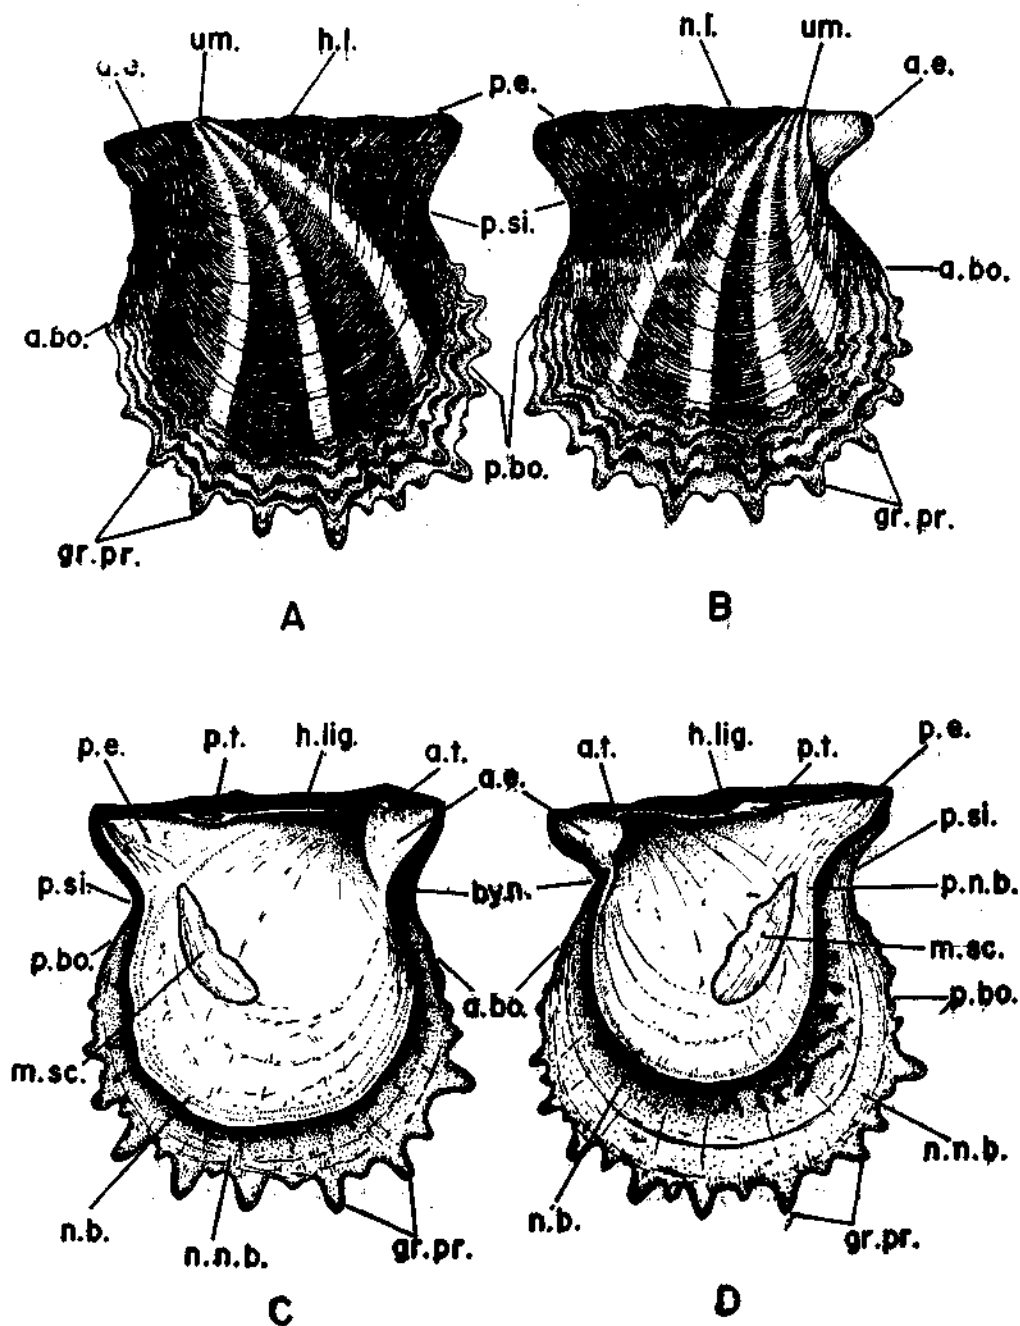 um. h.l. n.l. um.
a.e. p.e. a.e.
p.si. a.bo.
a.bo.
p.bo.
gr.pr. gr.pr.
A B
p.e. p.t. h.lig. a.t. a.t. h.lig. p.t. p.e.
a.e.
p.si. by.n. p.si.
p.n.b.
p.bo. m.sc.
a.bo. p.bo.
m.sc.
n.n.b.
n.b. n.n.b. gr.pr. n.b. gr.pr.
C D